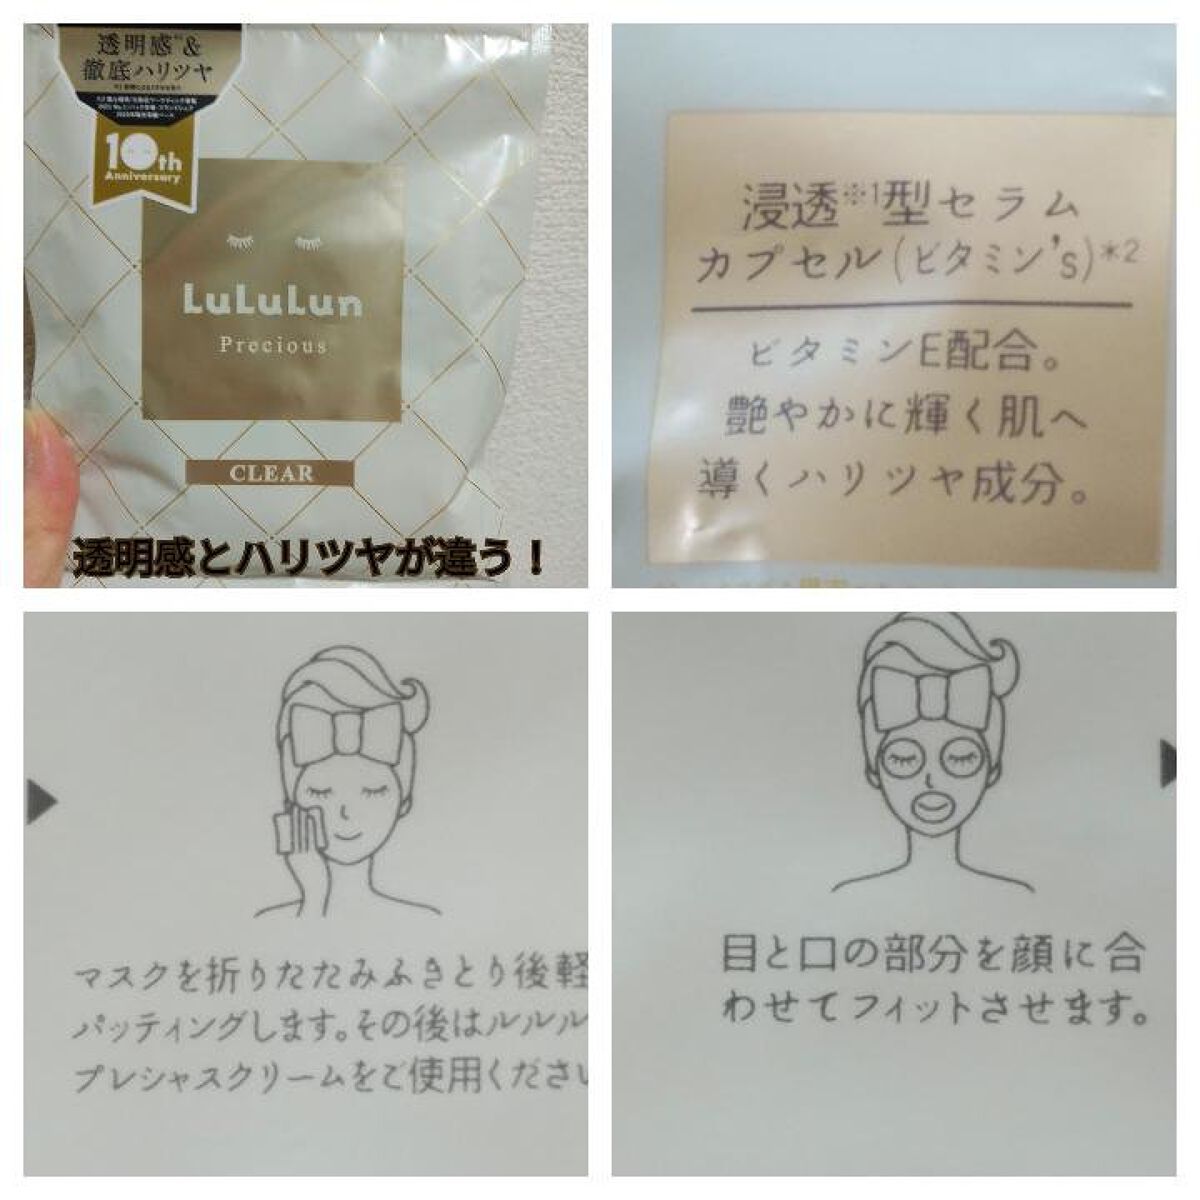 透明感※1&
徹底ハリツヤ
10th
Anniversary
LuLuLun
Precious
CLEAR
透明感とハリツヤが違う!
浸透※1型セラム
カプセル(ビタミン's)*2
ビタミンE配合。
艶やかに輝く肌へ
導くハリツヤ成分。
マスクを折りたたみふきとり後軽
パッティングします。その後はルルル
プレシャスクリームをご使用くださ
目と口の部分を顔に合
わせてフィットさせます。